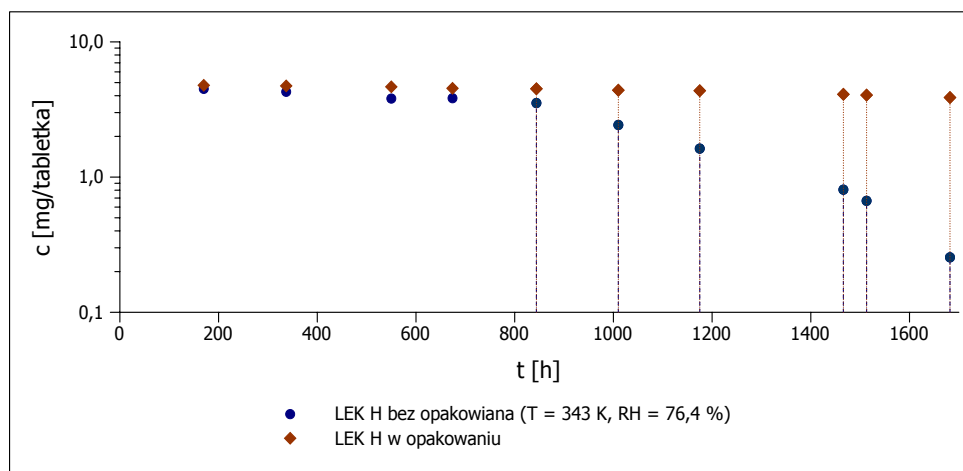 10,0
1,0
0,1
c [mg/tabletka]
0 200 400 600 800 1000 1200 1400 1600
t [h]
LEK H bez opakowiana (T = 343 K, RH = 76,4 %)
LEK H w opakowaniu